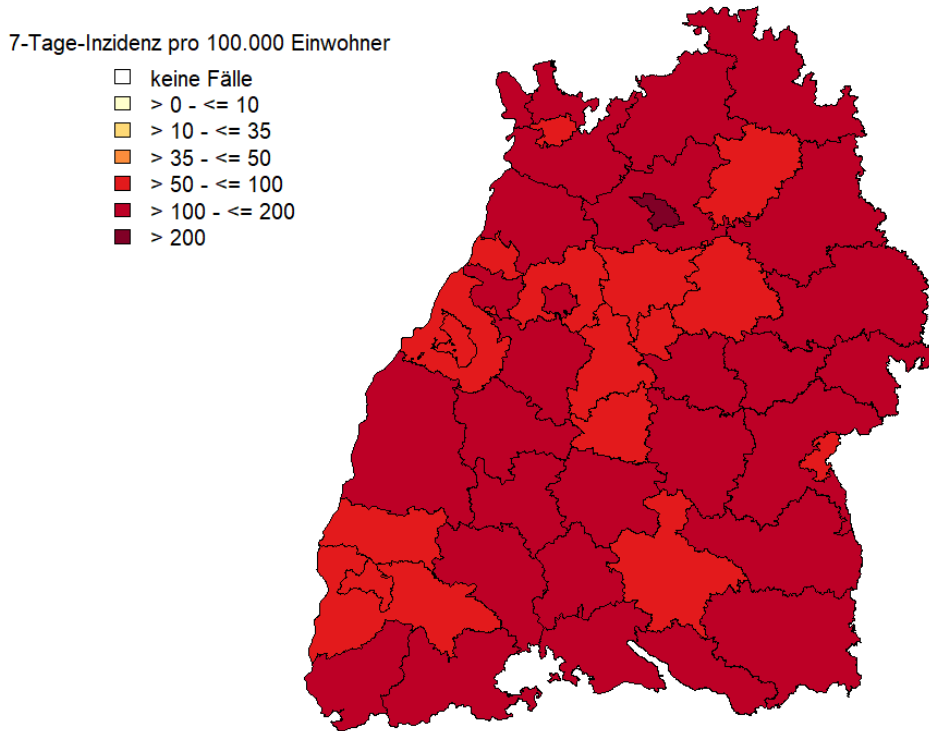 7-Tage-Inzidenz pro 100.000 Einwohner
keine Fälle
> 0 - <= 10
> 10 - <= 35
> 35 - <= 50
> 50 - <= 100
> 100 - <= 200
> 200